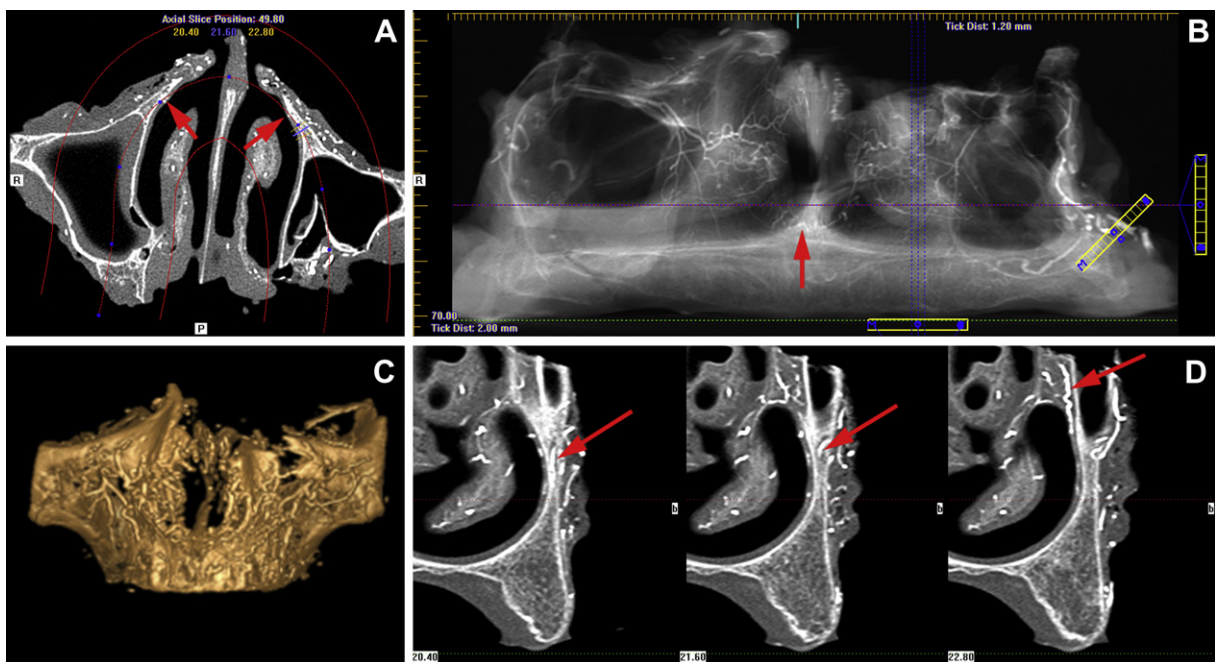 Axial Slice Position: 49.80
20.40 21.60 22.80
A
R
P
Tick Dist: 1.20 mm
B
R
M
M
M
70.00
Tick Dist: 2.00 mm
C
D
b
b
b
20.40
21.60
22.80